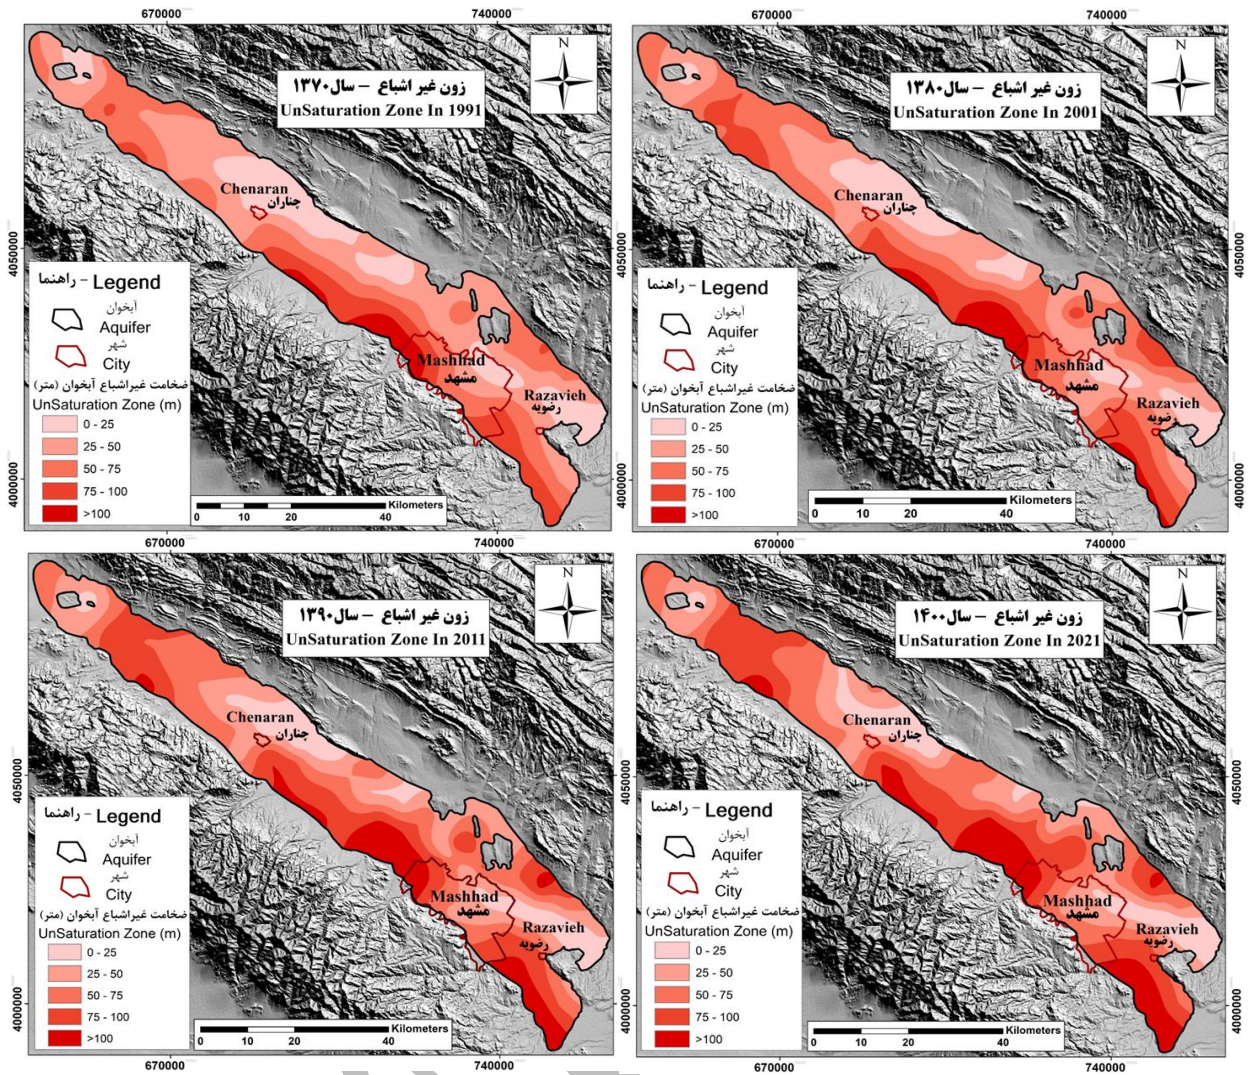 670000
740000
N
زون غیر اشباع – سال ۱۳۷۰
UnSaturation Zone In 1991
Chenaran
چناران
4050000
راهنما - Legend
آبخوان
Aquifer
شهر
City
ضخامت غیراشباع آبخوان (متر)
UnSaturation Zone (m)
0 - 25
25 - 50
50 - 75
75 - 100
>100
Mashhad
مشهد
Razavieh
رضویه
4000000
Kilometers
0 10 20 40
670000
740000
N
زون غیر اشباع – سال ۱۳۸۰
UnSaturation Zone In 2001
Chenaran
چناران
4050000
راهنما - Legend
آبخوان
Aquifer
شهر
City
ضخامت غیراشباع آبخوان (متر)
UnSaturation Zone (m)
0 - 25
25 - 50
50 - 75
75 - 100
>100
Mashhad
مشهد
Razavieh
رضویه
4000000
Kilometers
0 10 20 40
670000
740000
N
زون غیر اشباع – سال ۱۳۹۰
UnSaturation Zone In 2011
Chenaran
چناران
4050000
راهنما - Legend
آبخوان
Aquifer
شهر
City
ضخامت غیراشباع آبخوان (متر)
UnSaturation Zone (m)
0 - 25
25 - 50
50 - 75
75 - 100
>100
Mashhad
مشهد
Razavieh
رضویه
4000000
Kilometers
0 10 20 40
670000
740000
670000
740000
N
زون غیر اشباع – سال ۱۴۰۰
UnSaturation Zone In 2021
Chenaran
چناران
4050000
راهنما - Legend
آبخوان
Aquifer
شهر
City
ضخامت غیراشباع آبخوان (متر)
UnSaturation Zone (m)
0 - 25
25 - 50
50 - 75
75 - 100
>100
Mashhad
مشهد
Razavieh
رضویه
4000000
Kilometers
0 10 20 40
670000
740000